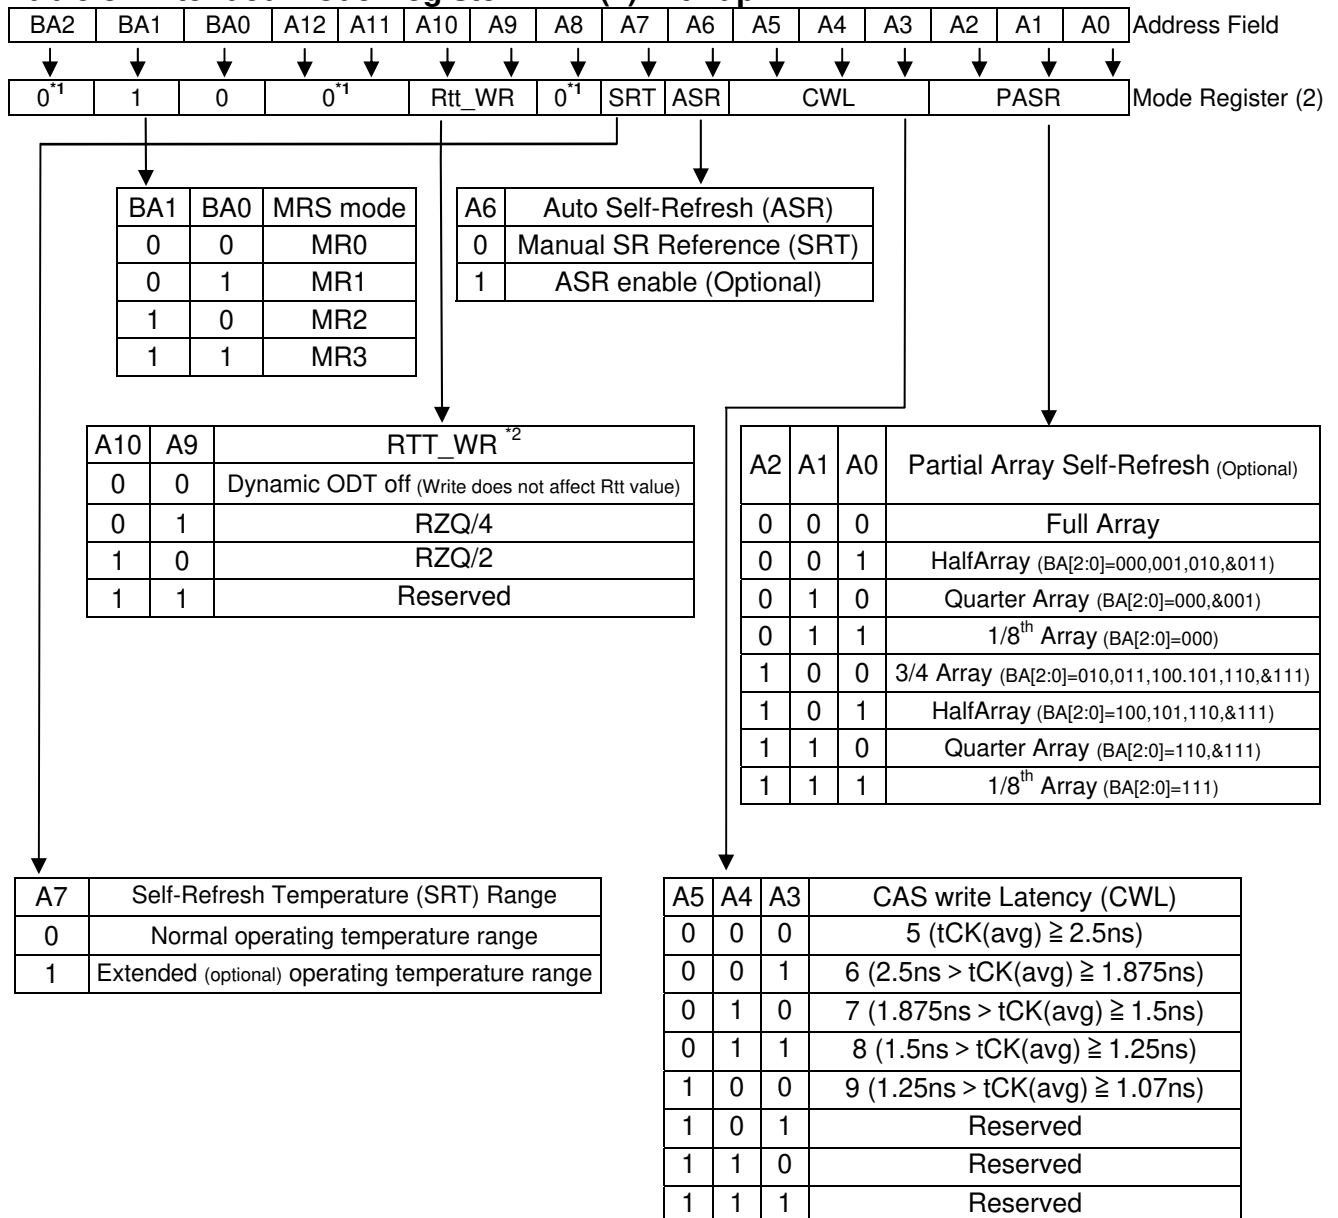 BA2 BA1 BA0 A12 A11 A10 A9 A8 A7 A6 A5 A4 A3 A2 A1 A0 Address Field
0*1 1 0 0*1 Rtt_WR 0*1 SRT ASR CWL PASR Mode Register (2)
BA1 BA0 MRS mode
0 0 MR0
0 1 MR1
1 0 MR2
1 1 MR3
A6 Auto Self-Refresh (ASR)
0 Manual SR Reference (SRT)
1 ASR enable (Optional)
A10 A9 RTT_WR *2
0 0 Dynamic ODT off (Write does not affect Rtt value)
0 1 RZQ/4
1 0 RZQ/2
1 1 Reserved
A2 A1 A0 Partial Array Self-Refresh (Optional)
0 0 0 Full Array
0 0 1 HalfArray (BA[2:0]=000,001,010,&011)
0 1 0 Quarter Array (BA[2:0]=000,&001)
0 1 1 1/8th Array (BA[2:0]=000)
1 0 0 3/4 Array (BA[2:0]=010,011,100.101,110,&111)
1 0 1 HalfArray (BA[2:0]=100,101,110,&111)
1 1 0 Quarter Array (BA[2:0]=110,&111)
1 1 1 1/8th Array (BA[2:0]=111)
A7 Self-Refresh Temperature (SRT) Range
0 Normal operating temperature range
1 Extended (optional) operating temperature range
A5 A4 A3 CAS write Latency (CWL)
0 0 0 5 (tCK(avg) ≧ 2.5ns)
0 0 1 6 (2.5ns > tCK(avg) ≧ 1.875ns)
0 1 0 7 (1.875ns > tCK(avg) ≧ 1.5ns)
0 1 1 8 (1.5ns > tCK(avg) ≧ 1.25ns)
1 0 0 9 (1.25ns > tCK(avg) ≧ 1.07ns)
1 0 1 Reserved
1 1 0 Reserved
1 1 1 Reserved